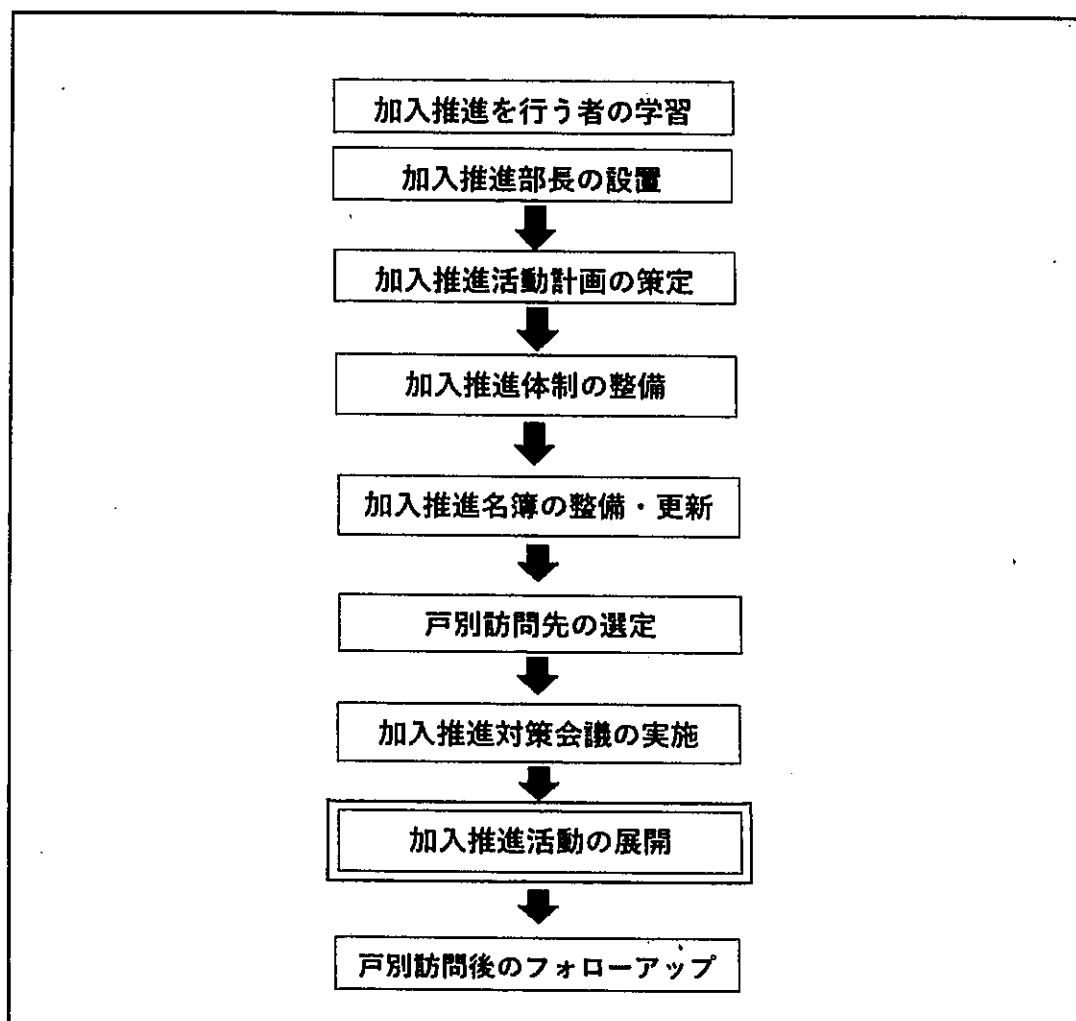 加入推進を行う者の学習
加入推進部長の設置
加入推進活動計画の策定
加入推進体制の整備
加入推進名簿の整備・更新
戸別訪問先の選定
加入推進対策会議の実施
加入推進活動の展開
戸別訪問後のフォローアップ